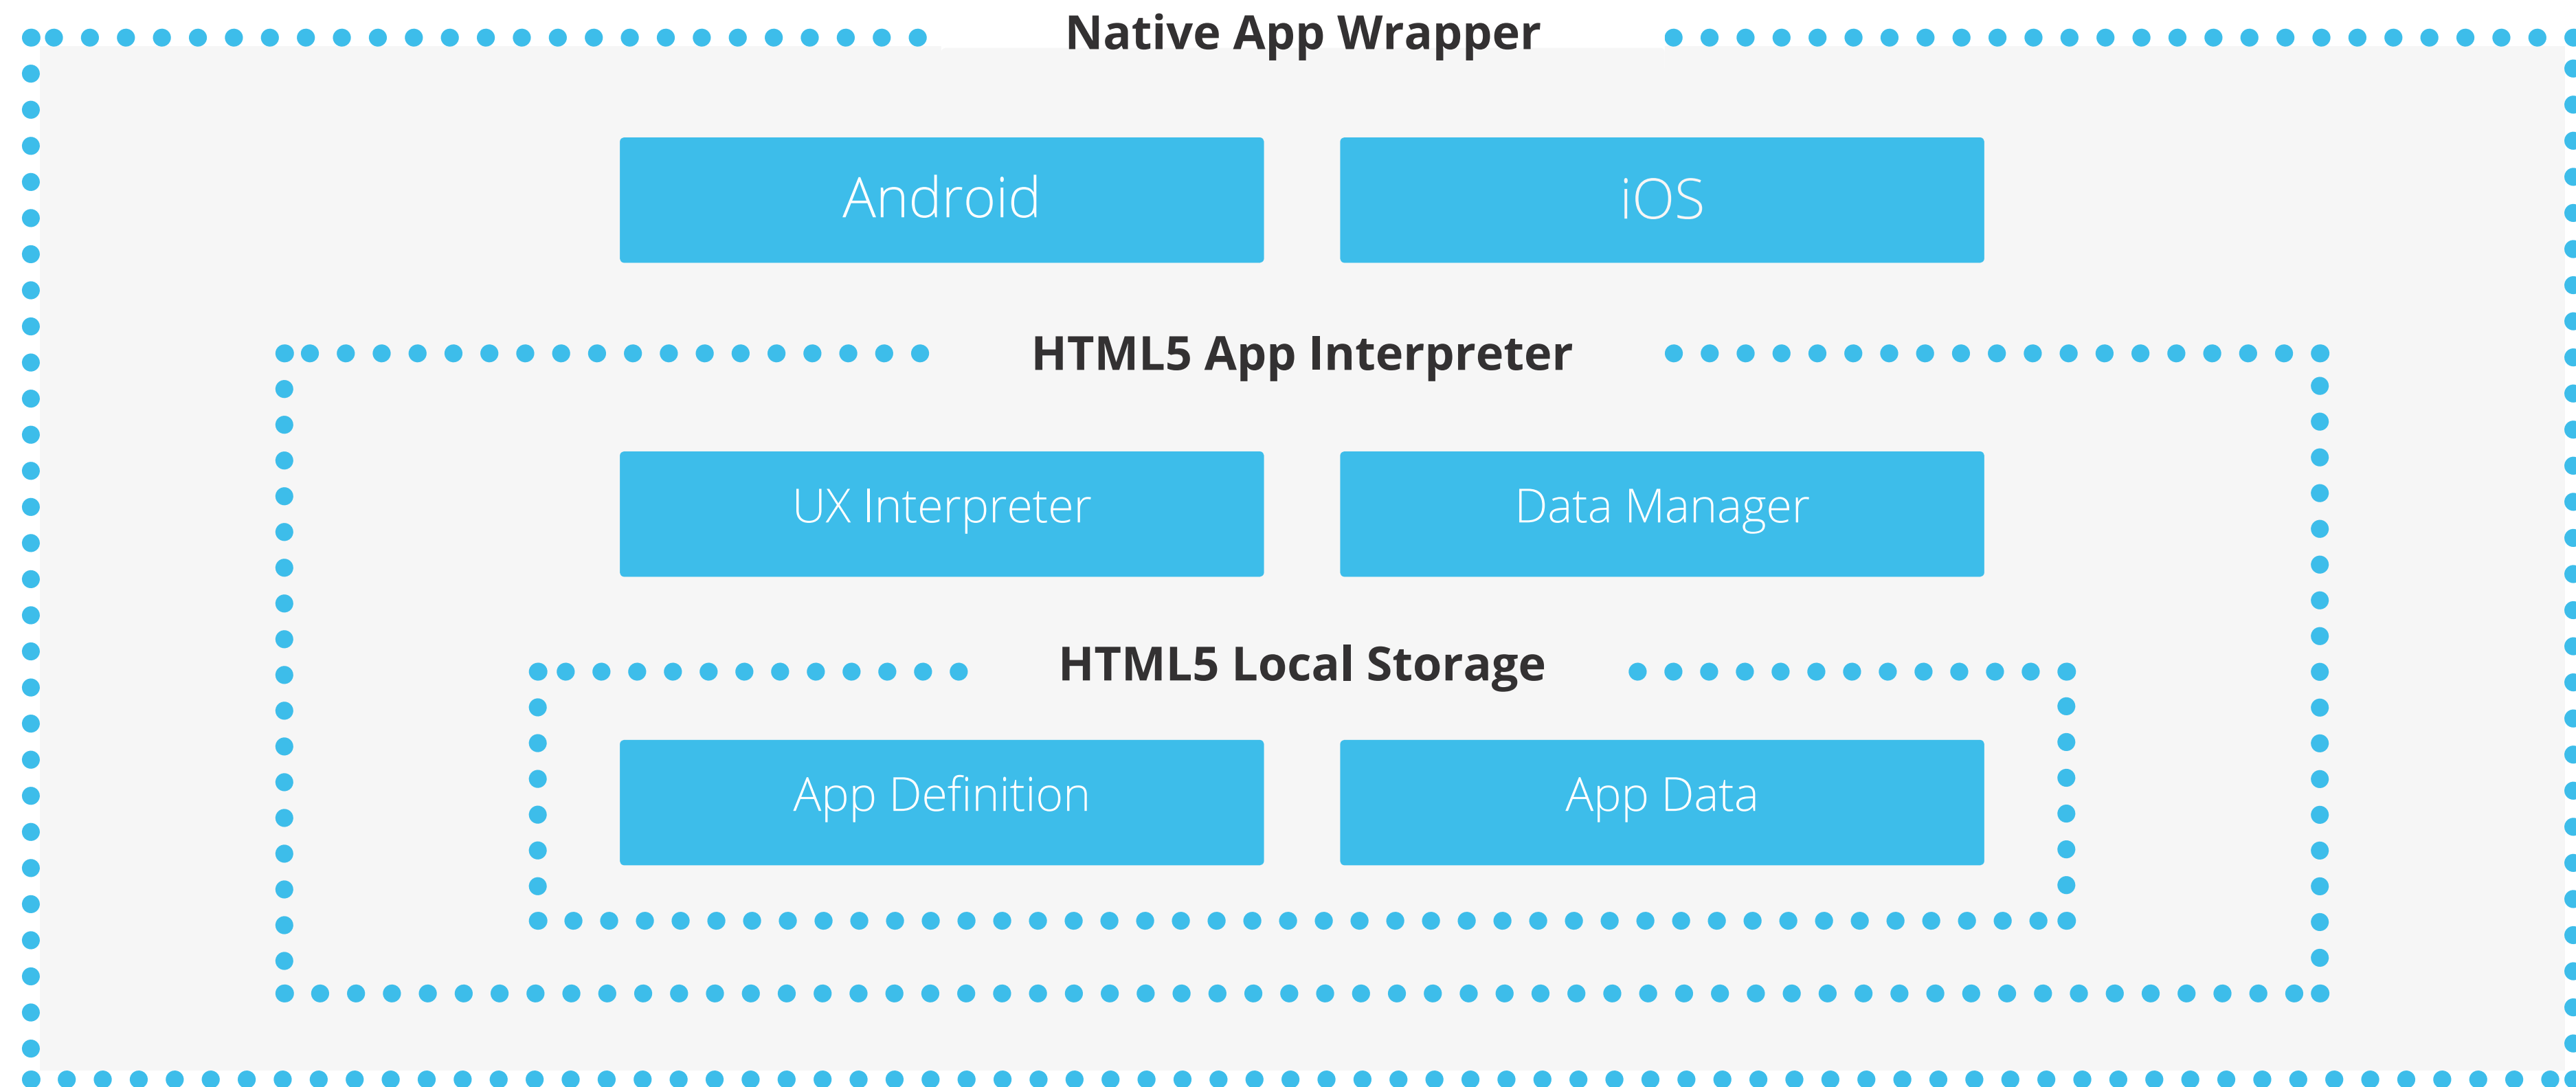 Native App Wrapper
Android
iOS
HTML5 App Interpreter
UX Interpreter
Data Manager
HTML5 Local Storage
App Definition
App Data